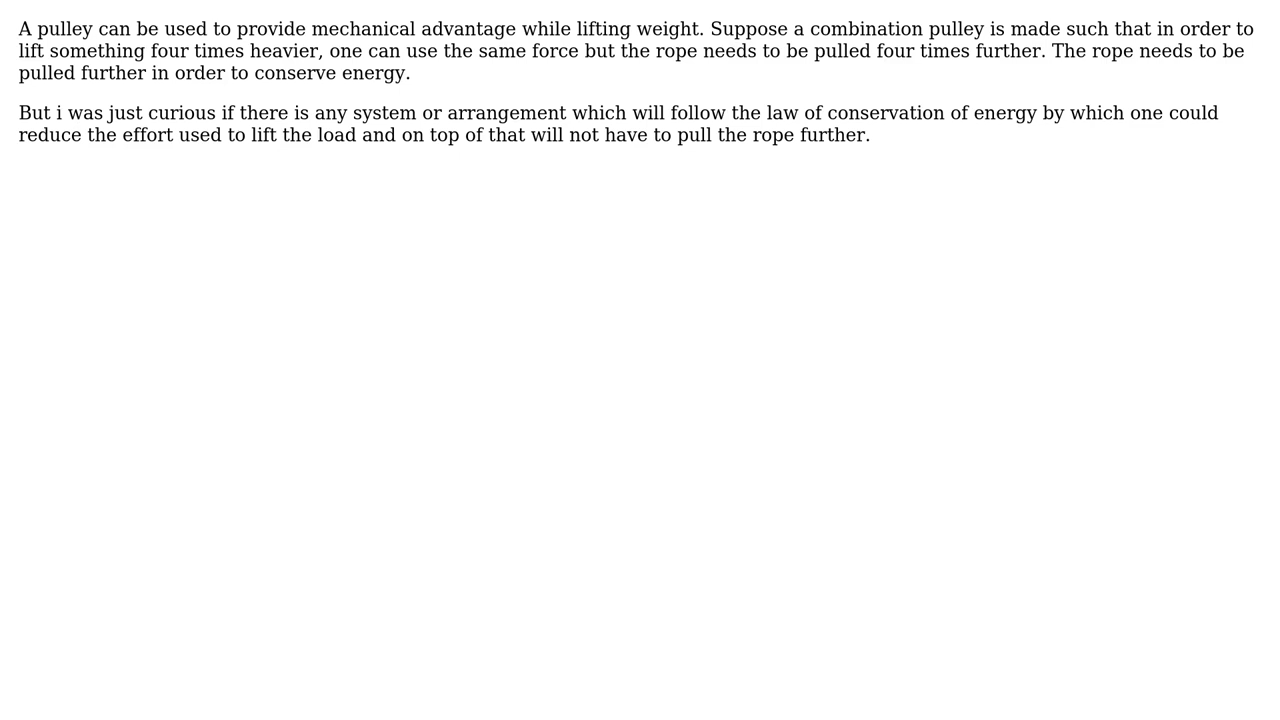 A pulley can be used to provide mechanical advantage while lifting weight. Suppose a combination pulley is made such that in order to
lift something four times heavier, one can use the same force but the rope needs to be pulled four times further. The rope needs to be
pulled further in order to conserve energy.
But i was just curious if there is any system or arrangement which will follow the law of conservation of energy by which one could
reduce the effort used to lift the load and on top of that will not have to pull the rope further.